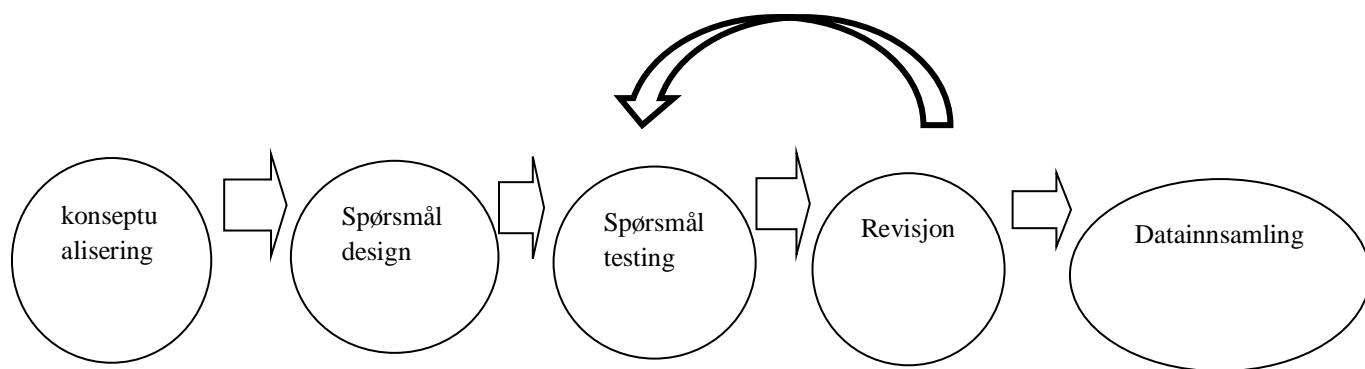 konseptu
alisering
Spørsmål
design
Spørsmål
testing
Revisjon
Datainnsamling